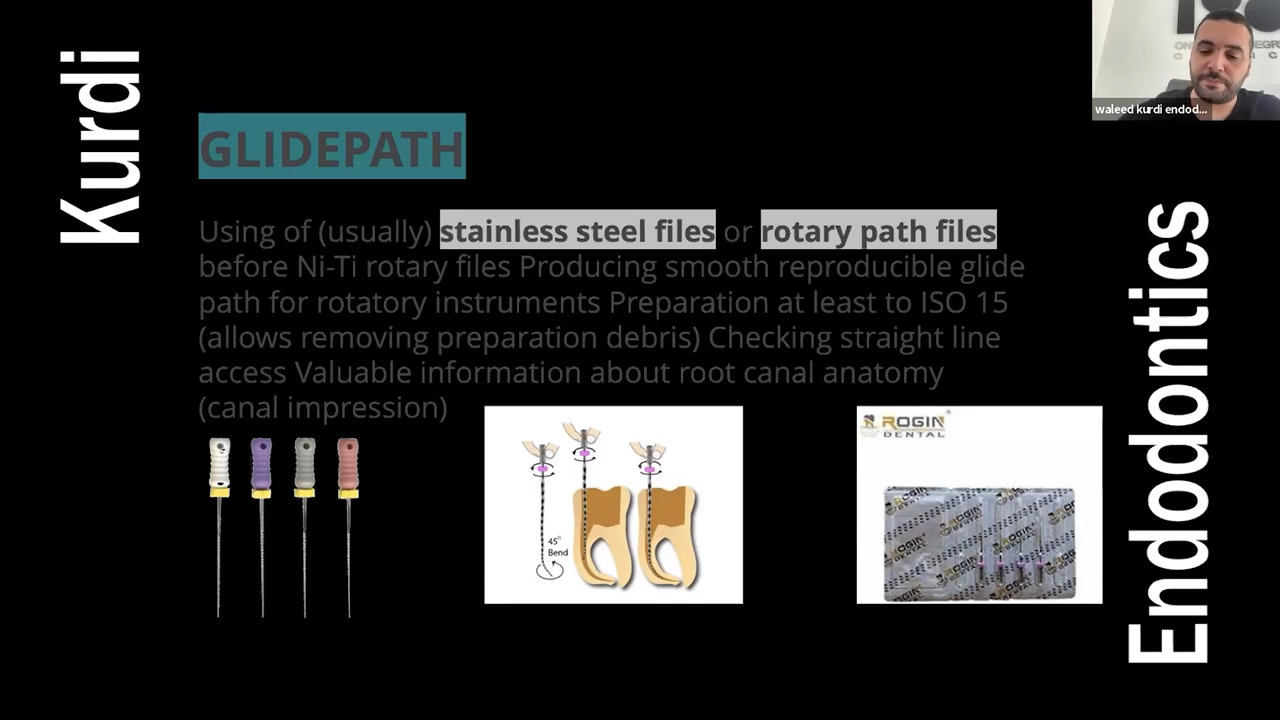 Kurdi
waleed kurdi endod...
GLIDEPATH
Using of (usually) stainless steel files or rotary path files
before Ni-Ti rotary files Producing smooth reproducible glide
path for rotatory instruments Preparation at least to ISO 15
(allows removing preparation debris) Checking straight line
access Valuable information about root canal anatomy
(canal impression)
45°
Bend
ROGIN®
DENTAL
ROGIN
DENTAL
Endodontics